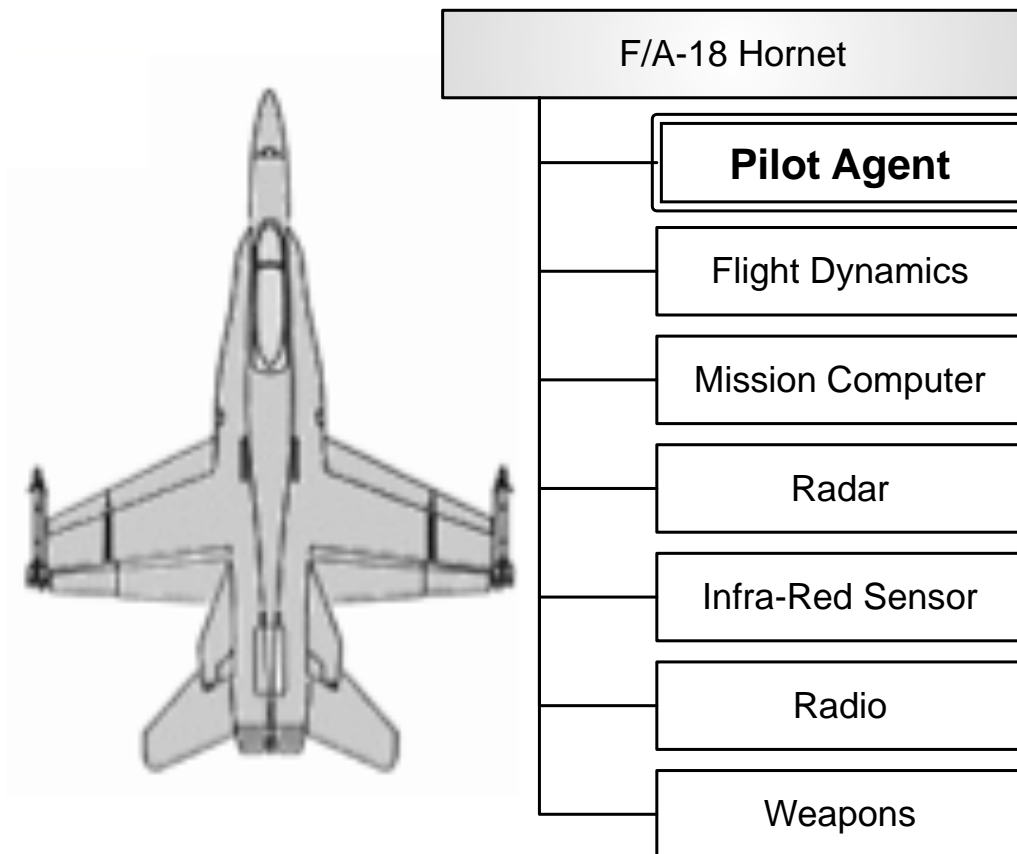 F/A-18 Hornet
Pilot Agent
Flight Dynamics
Mission Computer
Radar
Infra-Red Sensor
Radio
Weapons